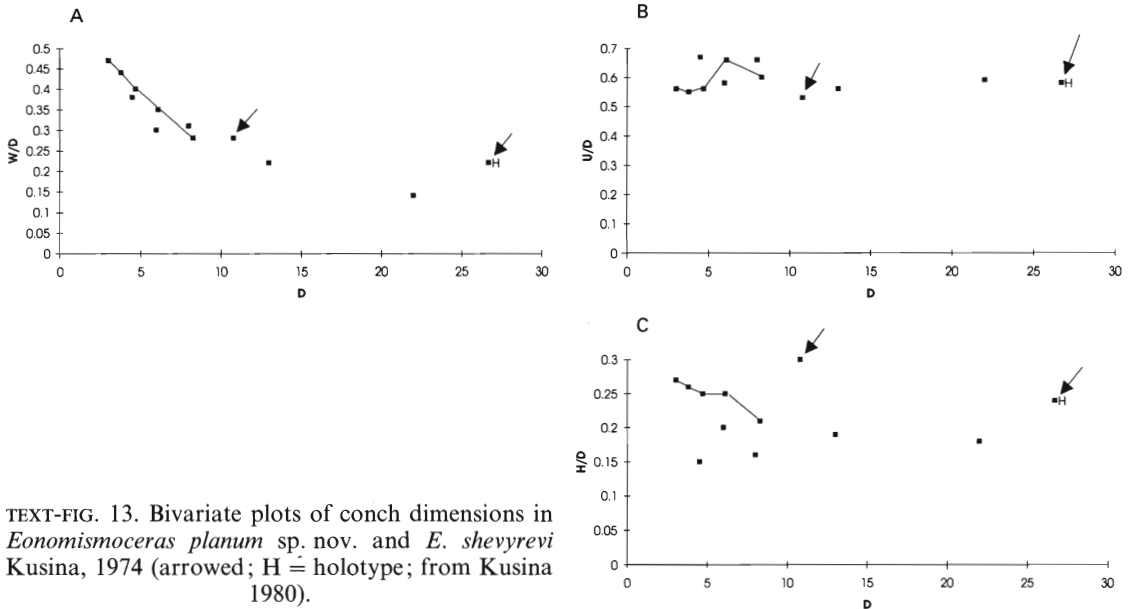 A
0.5
0.45
0.4
0.35
0.3
0.25
0.2
0.15
0.1
0.05
0
W/D
H
0 5 10 15 20 25 30
D
B
0.7
0.6
0.5
0.4
0.3
0.2
0.1
0
U/D
H
0 5 10 15 20 25 30
D
C
0.3
0.25
0.2
0.15
0.1
0.05
0
H/D
H
0 5 10 15 20 25 30
D
TEXT-FIG. 13. Bivariate plots of conch dimensions in
Eonomismoceras planum sp. nov. and E. shevyrevi
Kusina, 1974 (arrowed; H = holotype; from Kusina
1980).